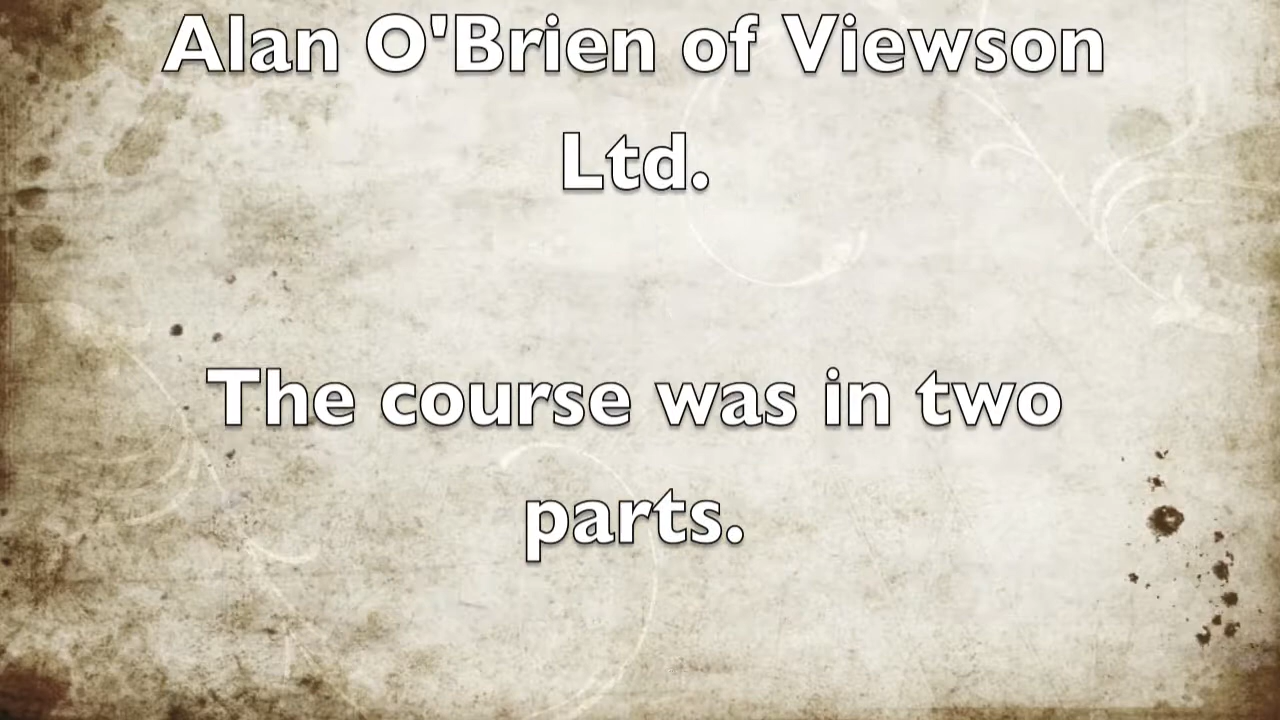 Alan O'Brien of Viewson
Ltd.
The course was in two
parts.